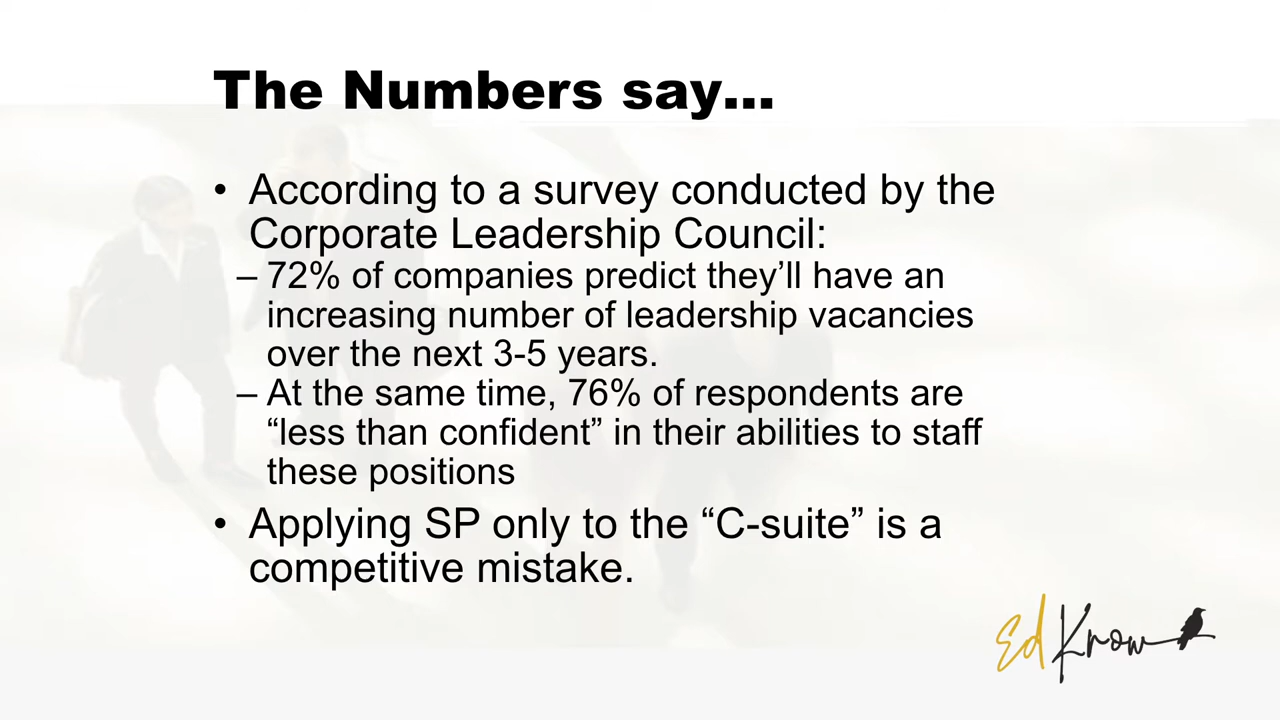 The Numbers say...
• According to a survey conducted by the
Corporate Leadership Council:
– 72% of companies predict they’ll have an
increasing number of leadership vacancies
over the next 3-5 years.
– At the same time, 76% of respondents are
“less than confident” in their abilities to staff
these positions
• Applying SP only to the “C-suite” is a
competitive mistake.
Ed Know